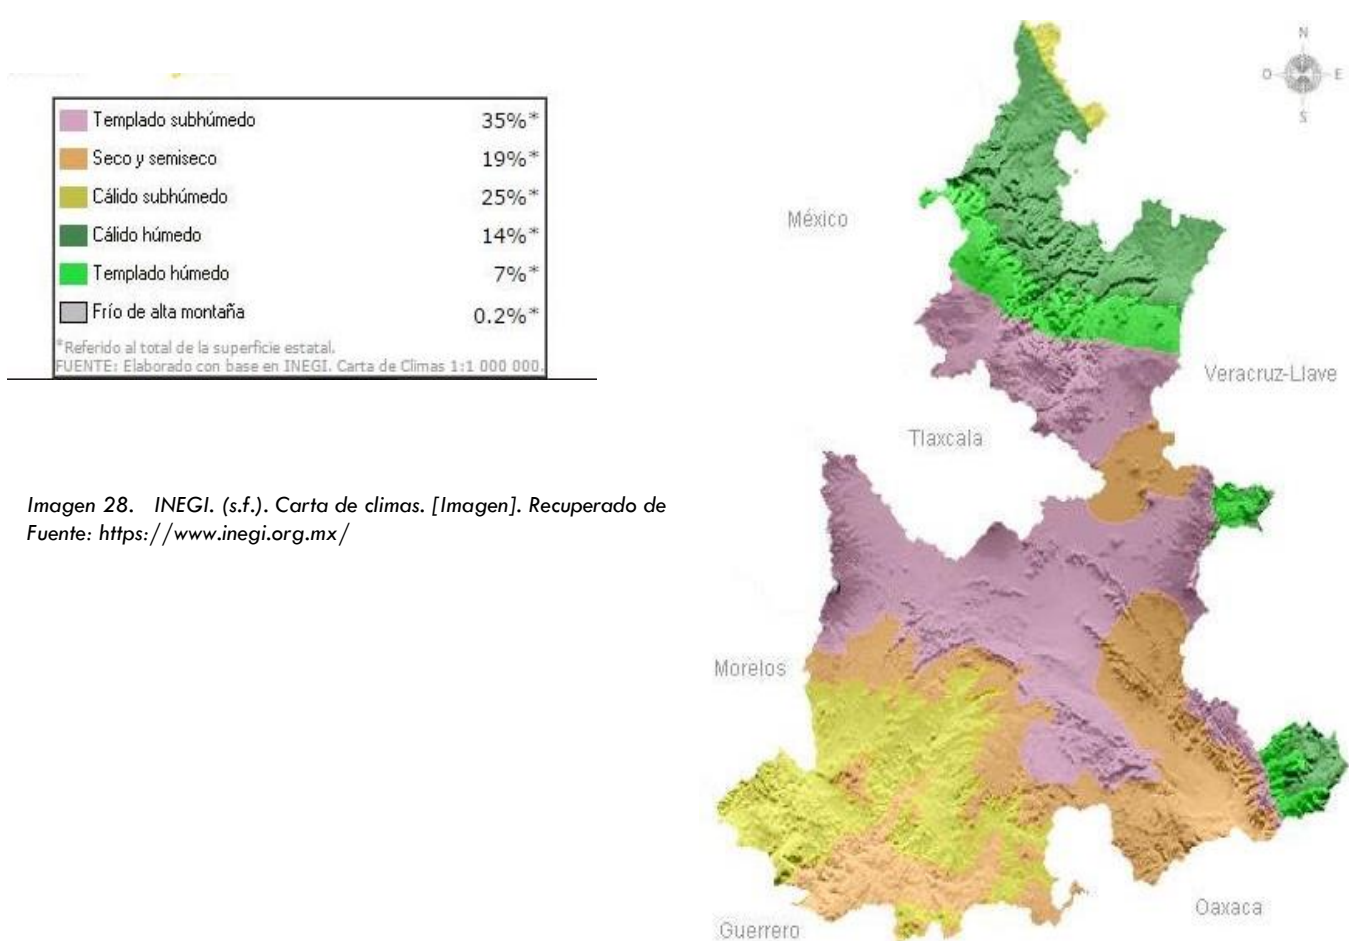 Templado subhúmedo 35%*
Seco y semiseco 19%*
Cálido subhúmedo 25%*
Cálido húmedo 14%*
Templado húmedo 7%*
Frío de alta montaña 0.2%*
*Referido al total de la superficie estatal.
FUENTE: Elaborado con base en INEGI. Carta de Climas 1:1 000 000.
Imagen 28. INEGI. (s.f.). Carta de climas. [Imagen]. Recuperado de
Fuente: https://www.inegi.org.mx/
N
O E
S
México
Veracruz-Llave
Tlaxcala
Morelos
Oaxaca
Guerrero